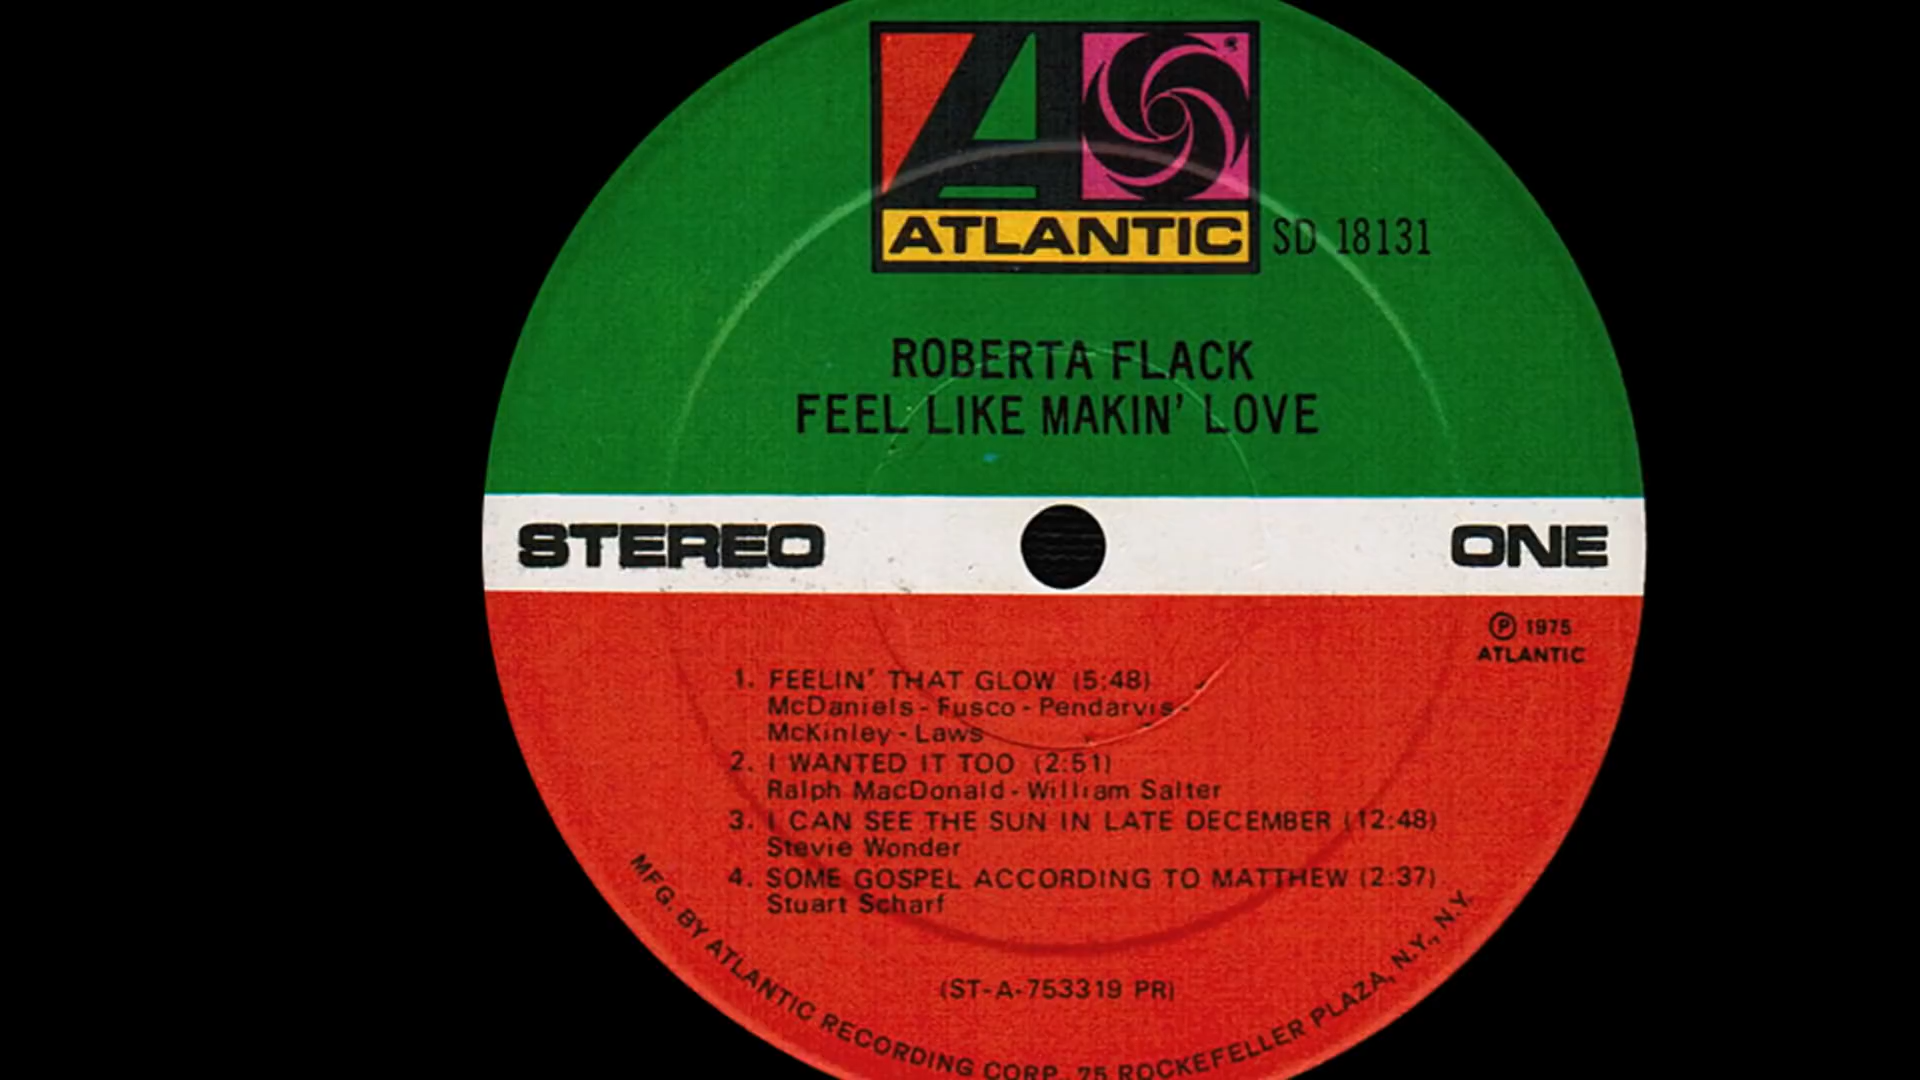 ATLANTIC
SD 18131
ROBERTA FLACK
FEEL LIKE MAKIN' LOVE
STEREO
ONE
Ⓟ 1975
ATLANTIC
1. FEELIN' THAT GLOW (5:48)
McDaniels - Fusco - Pendarvis -
McKinley - Laws
2. I WANTED IT TOO (2:51)
Ralph MacDonald - William Salter
3. I CAN SEE THE SUN IN LATE DECEMBER (12:48)
Stevie Wonder
4. SOME GOSPEL ACCORDING TO MATTHEW (2:37)
Stuart Scharf
(ST-A-753319 PR)
MFG. BY ATLANTIC RECORDING CORP., 75 ROCKEFELLER PLAZA, N.Y., N.Y.